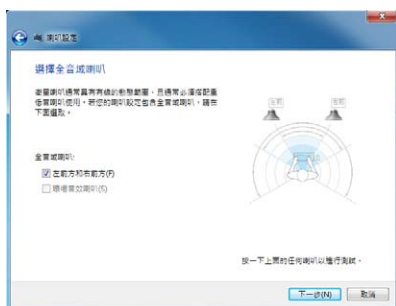 喇叭設定
選擇全音域喇叭
衛星喇叭通常具有有線的動態範圍，且通常必須搭配重
低音喇叭使用。若您的喇叭設定包含全音域喇叭，請在
下面選取。
左前
右前
全音域喇叭:
左前方和右前方(F)
環場音效喇叭(S)
按一下上面的任何喇叭以進行測試。
下一步(N)
取消